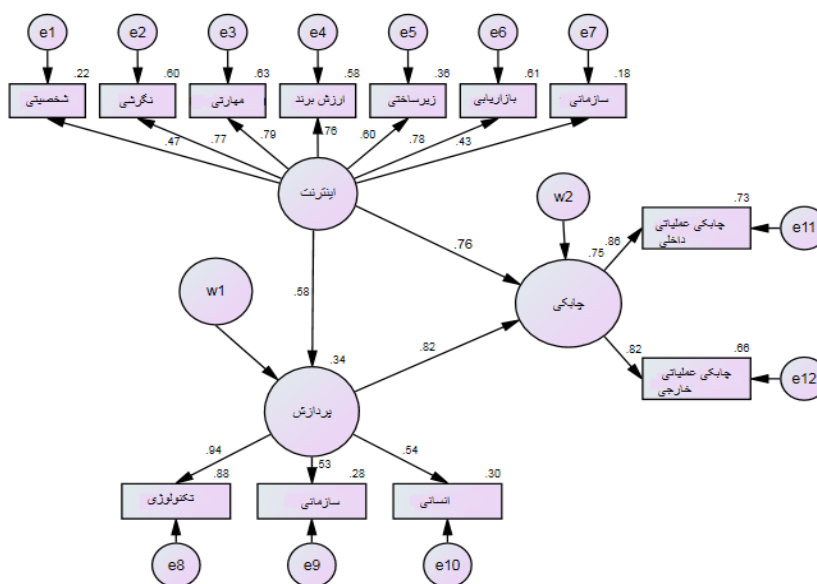 e1 e2 e3 e4 e5 e6 e7
.22 .60 .63 .58 .36 .61 .18
شخصیتی نگرشی مهارتی ارزش برند زیرساختی بازاریابی سازمانی
.47 .77 .79 .76 .60 .78 .43
اینترنت
w2
.73
چابکی عملیاتی
داخلی
e11
.86
.75
.76
w1
.58
چابکی
.82
.34
.82
.66
چابکی عملیاتی
خارجی
e12
پردازش
.94 .53 .54
.88 .28 .30
تکنولوژی سازمانی انسانی
e8 e9 e10